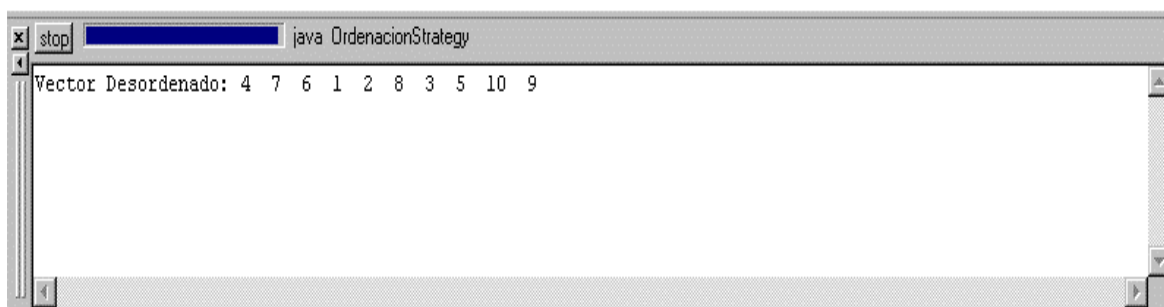 stop java OrdenacionStrategy
Vector Desordenado: 4 7 6 1 2 8 3 5 10 9